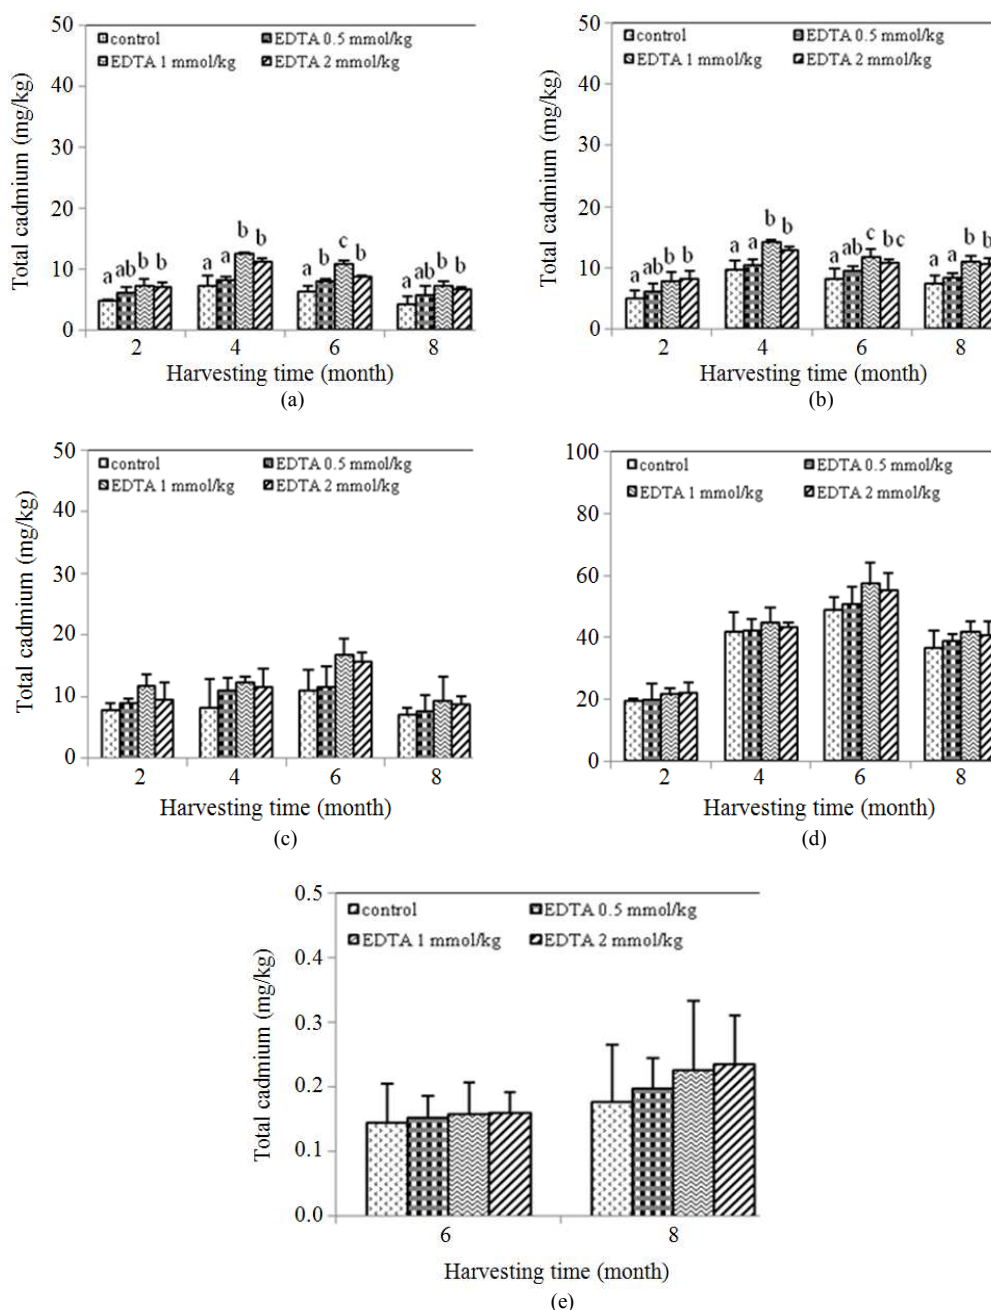 50
control
EDTA 0.5 mmol/kg
EDTA 1 mmol/kg
EDTA 2 mmol/kg
40
30
20
10
0
Total cadmium (mg/kg)
a ab b b
a a b b
a b c b
a ab b b
2 4 6 8
Harvesting time (month)
(a)
50
control
EDTA 0.5 mmol/kg
EDTA 1 mmol/kg
EDTA 2 mmol/kg
40
30
20
10
0
Total cadmium (mg/kg)
a ab b b
a a b b
a ab c bc
a a b b
2 4 6 8
Harvesting time (month)
(b)
50
control
EDTA 0.5 mmol/kg
EDTA 1 mmol/kg
EDTA 2 mmol/kg
40
30
20
10
0
Total cadmium (mg/kg)
2 4 6 8
Harvesting time (month)
(c)
100
control
EDTA 0.5 mmol/kg
EDTA 1 mmol/kg
EDTA 2 mmol/kg
80
60
40
20
0
Total cadmium (mg/kg)
2 4 6 8
Harvesting time (month)
(d)
0.5
control
EDTA 0.5 mmol/kg
EDTA 1 mmol/kg
EDTA 2 mmol/kg
0.4
0.3
0.2
0.1
0.0
Total cadmium (mg/kg)
6 8
Harvesting time (month)
(e)